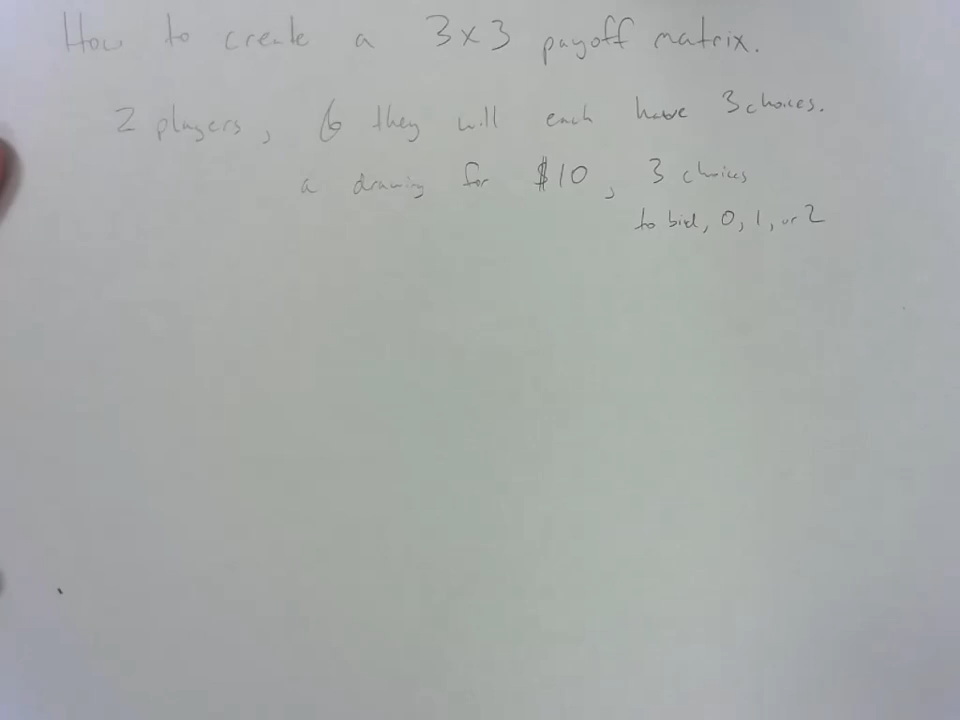 How to create a 3x3 payoff matrix.
2 players, they will each have 3 choices.
a drawing for $10, 3 choices
to bid, 0, 1, or 2